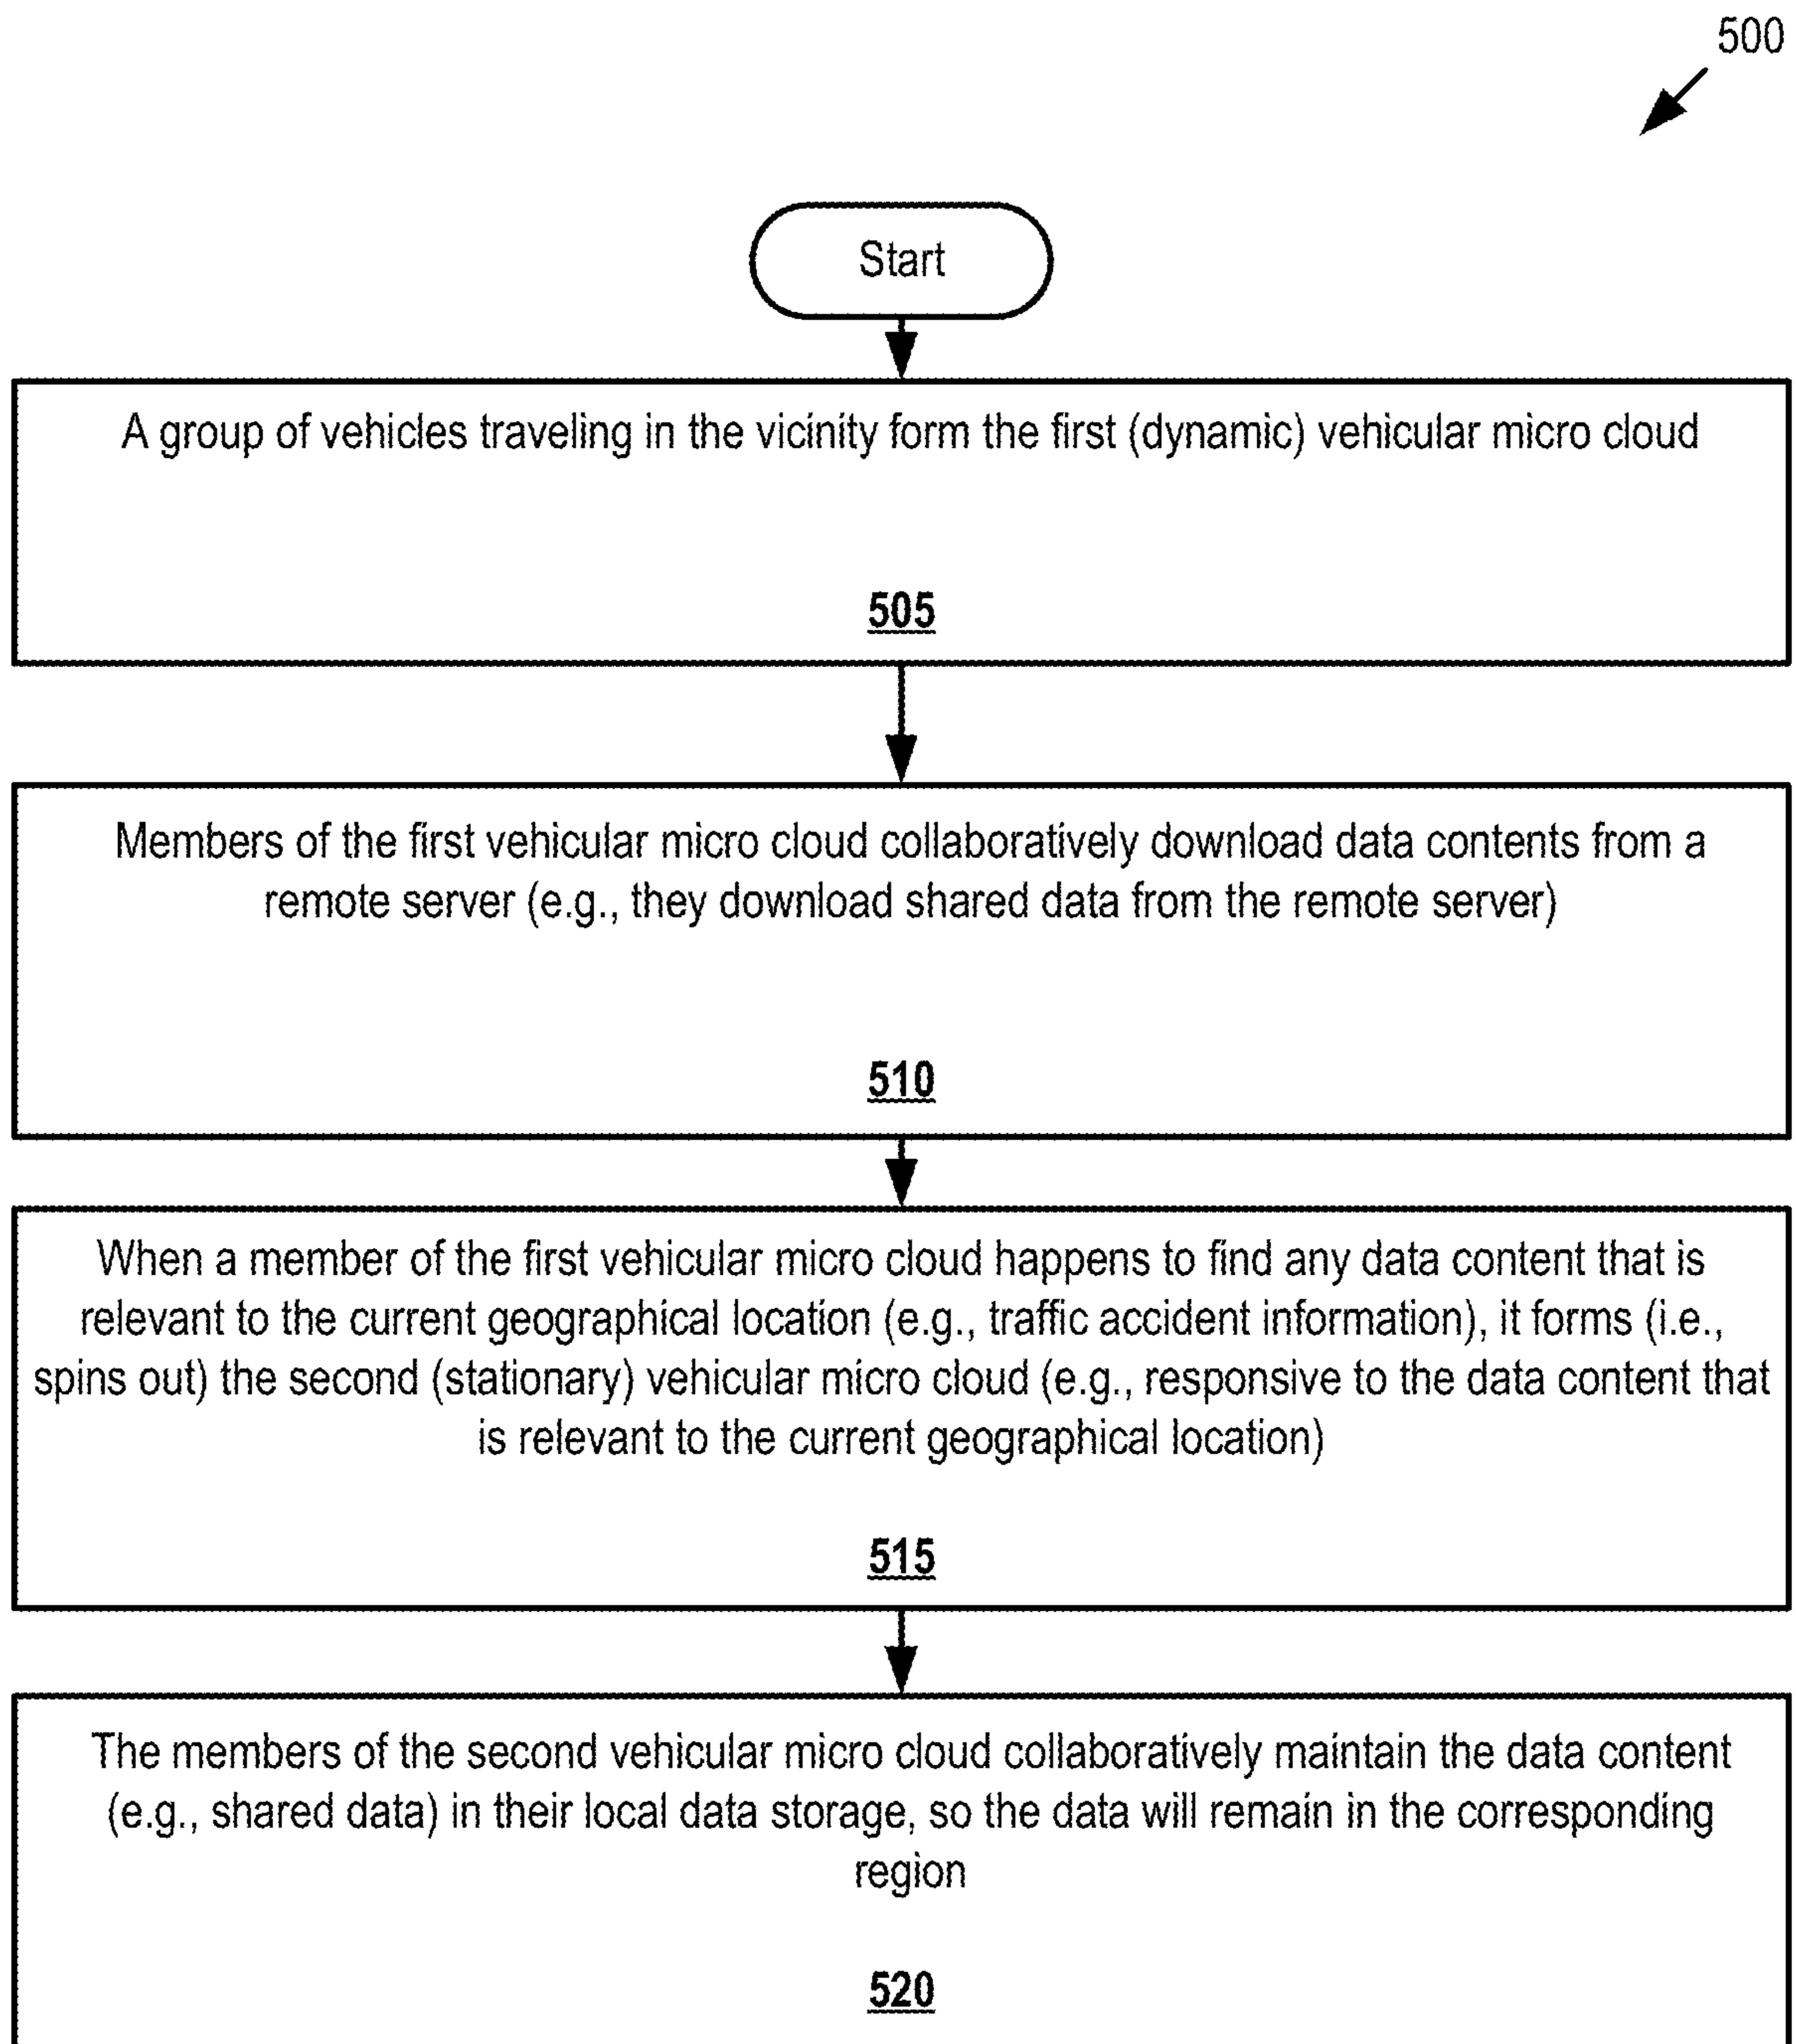 500
Start
A group of vehicles traveling in the vicinity form the first (dynamic) vehicular micro cloud
505
Members of the first vehicular micro cloud collaboratively download data contents from a
remote server (e.g., they download shared data from the remote server)
510
When a member of the first vehicular micro cloud happens to find any data content that is
relevant to the current geographical location (e.g., traffic accident information), it forms (i.e.,
spins out) the second (stationary) vehicular micro cloud (e.g., responsive to the data content that
is relevant to the current geographical location)
515
The members of the second vehicular micro cloud collaboratively maintain the data content
(e.g., shared data) in their local data storage, so the data will remain in the corresponding
region
520